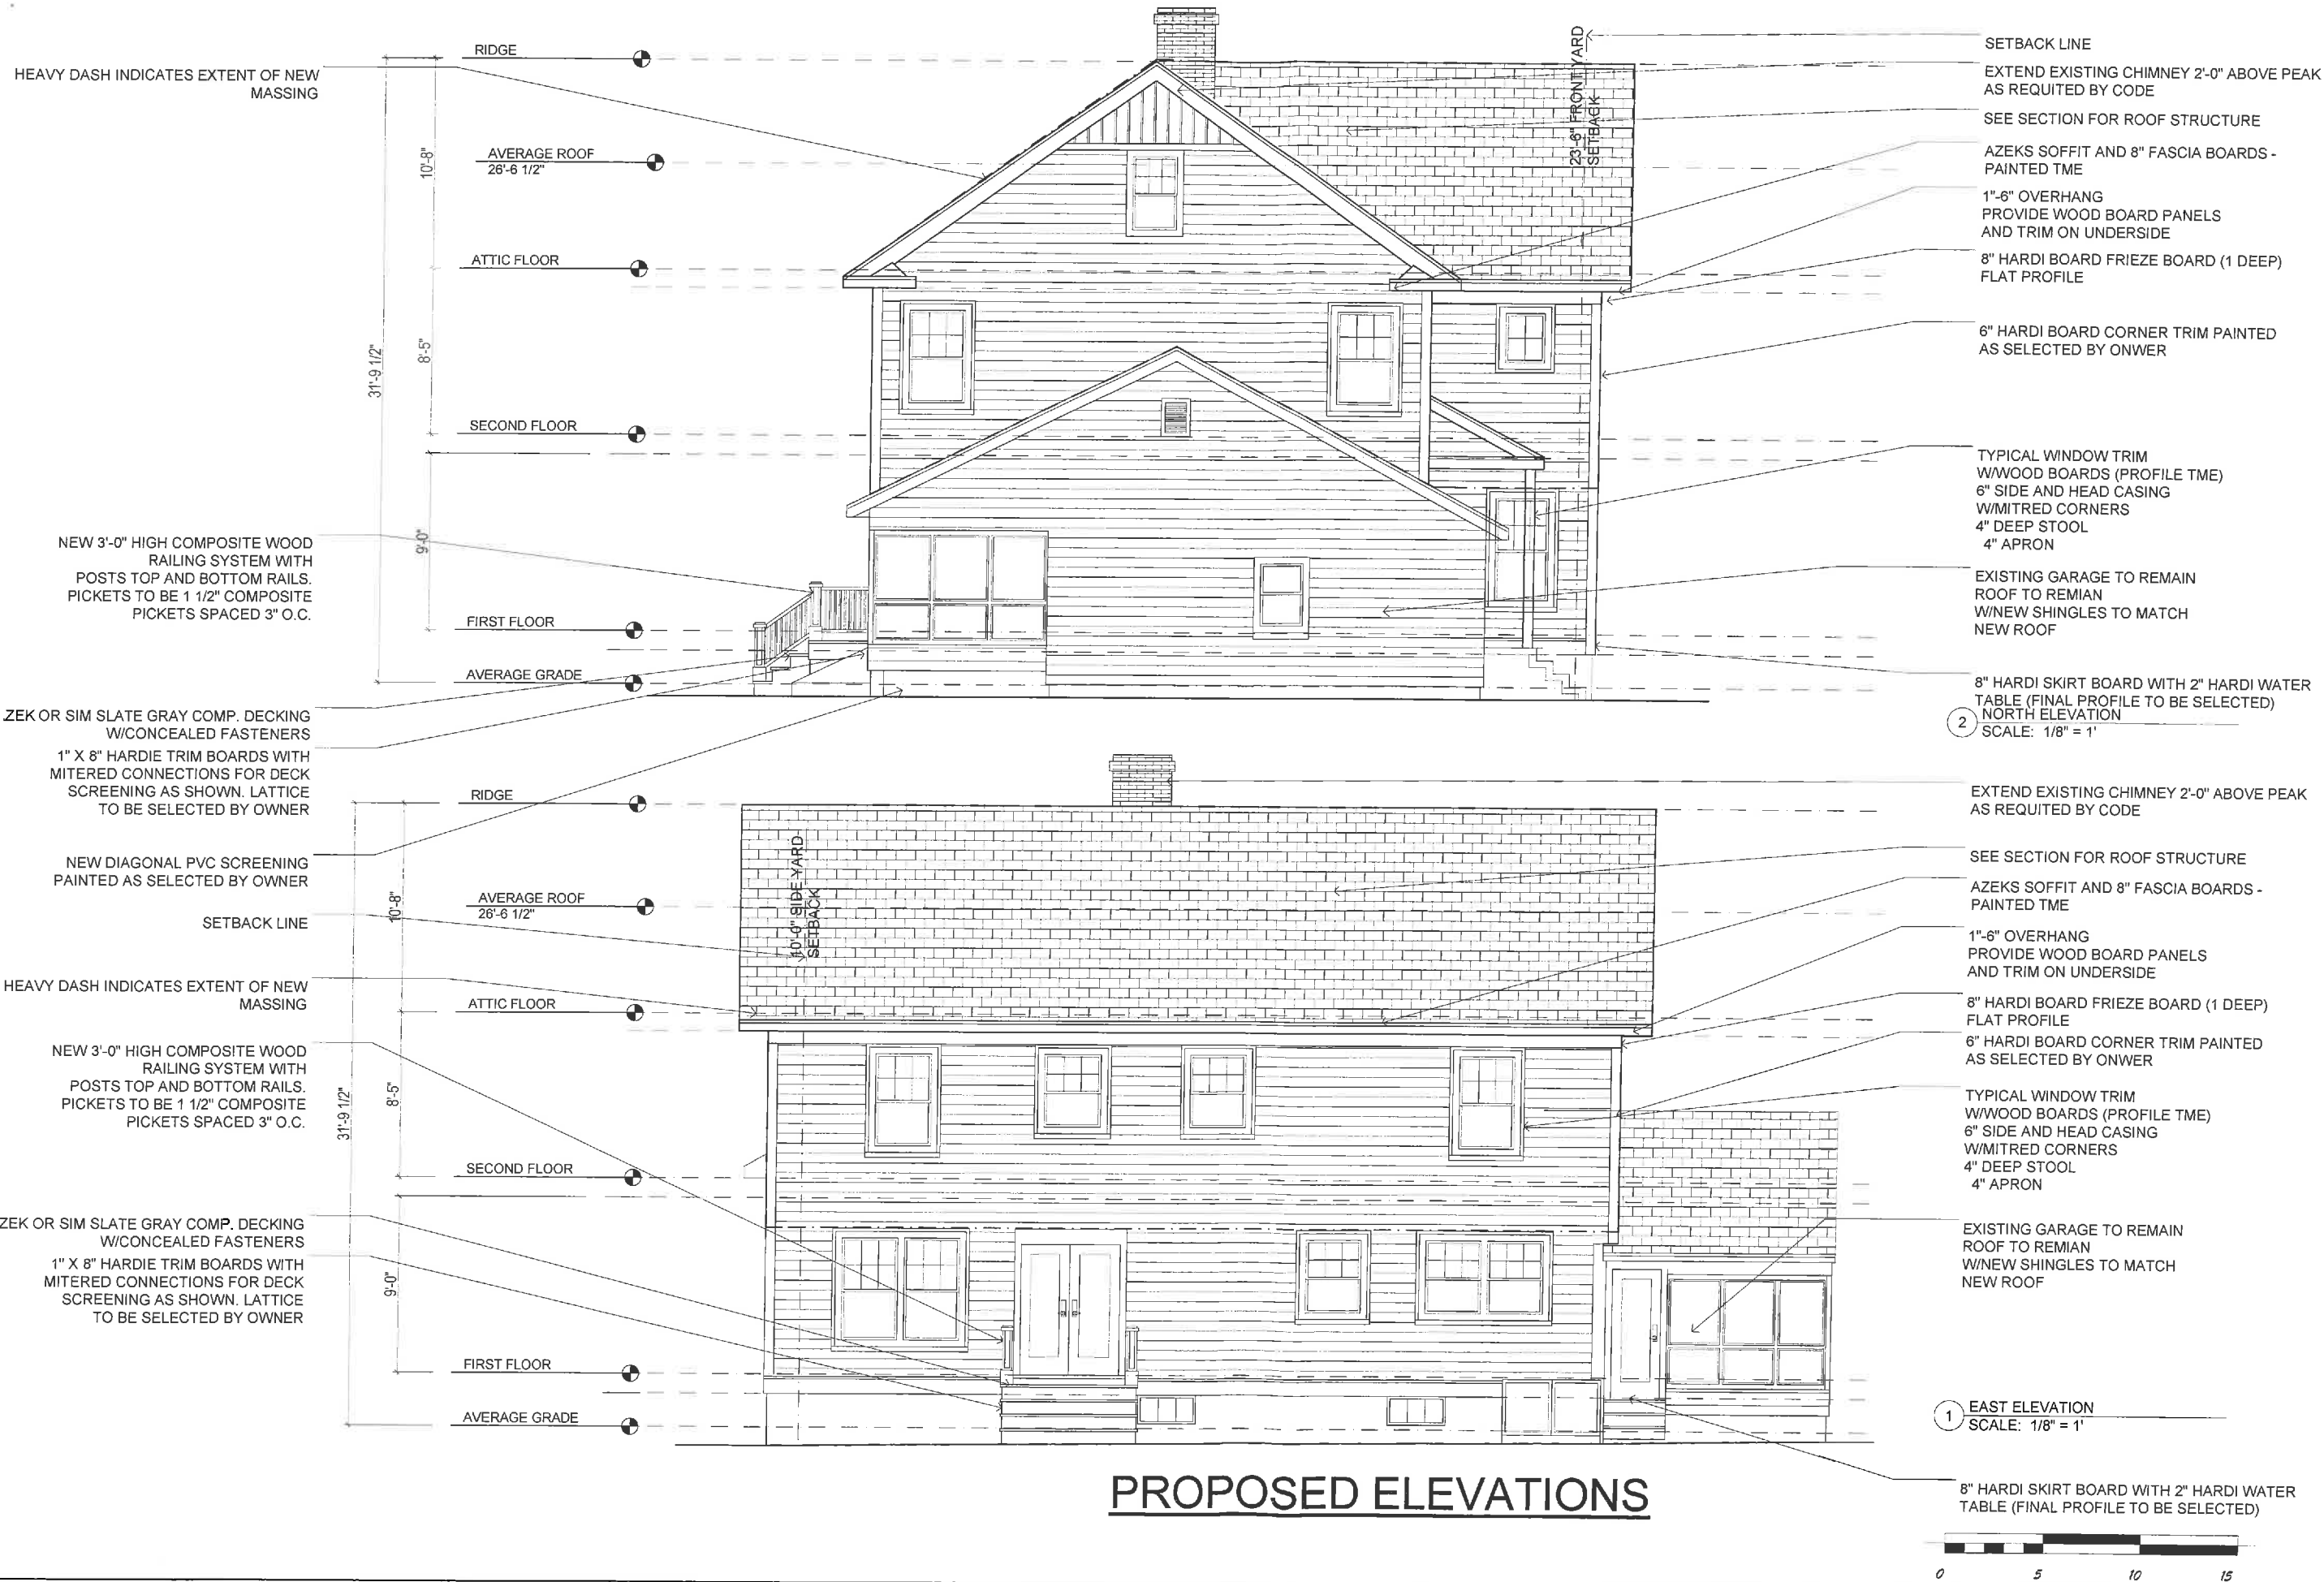 RIDGE
HEAVY DASH INDICATES EXTENT OF NEW
MASSING
AVERAGE ROOF
26'-6 1/2"
10'-8"
ATTIC FLOOR
8'-5"
31'-9 1/2"
SECOND FLOOR
9'-0"
NEW 3'-0" HIGH COMPOSITE WOOD
RAILING SYSTEM WITH
POSTS TOP AND BOTTOM RAILS.
PICKETS TO BE 1 1/2" COMPOSITE
PICKETS SPACED 3" O.C.
FIRST FLOOR
AVERAGE GRADE
ZEK OR SIM SLATE GRAY COMP. DECKING
W/CONCEALED FASTENERS
1" X 8" HARDIE TRIM BOARDS WITH
MITERED CONNECTIONS FOR DECK
SCREENING AS SHOWN. LATTICE
TO BE SELECTED BY OWNER
NEW DIAGONAL PVC SCREENING
PAINTED AS SELECTED BY OWNER
23'-6" FRONT YARD
SETBACK
SETBACK LINE
EXTEND EXISTING CHIMNEY 2'-0" ABOVE PEAK
AS REQUITED BY CODE
SEE SECTION FOR ROOF STRUCTURE
AZEKS SOFFIT AND 8" FASCIA BOARDS -
PAINTED TME
1"-6" OVERHANG
PROVIDE WOOD BOARD PANELS
AND TRIM ON UNDERSIDE
8" HARDI BOARD FRIEZE BOARD (1 DEEP)
FLAT PROFILE
6" HARDI BOARD CORNER TRIM PAINTED
AS SELECTED BY ONWER
TYPICAL WINDOW TRIM
W/WOOD BOARDS (PROFILE TME)
6" SIDE AND HEAD CASING
W/MITRED CORNERS
4" DEEP STOOL
4" APRON
EXISTING GARAGE TO REMAIN
ROOF TO REMIAN
W/NEW SHINGLES TO MATCH
NEW ROOF
8" HARDI SKIRT BOARD WITH 2" HARDI WATER
TABLE (FINAL PROFILE TO BE SELECTED)
2 NORTH ELEVATION
SCALE: 1/8" = 1'
RIDGE
AVERAGE ROOF
26'-6 1/2"
10'-8"
SETBACK LINE
10'-0" SIDE YARD
SETBACK
HEAVY DASH INDICATES EXTENT OF NEW
MASSING
ATTIC FLOOR
NEW 3'-0" HIGH COMPOSITE WOOD
RAILING SYSTEM WITH
POSTS TOP AND BOTTOM RAILS.
PICKETS TO BE 1 1/2" COMPOSITE
PICKETS SPACED 3" O.C.
8'-5"
31'-9 1/2"
SECOND FLOOR
ZEK OR SIM SLATE GRAY COMP. DECKING
W/CONCEALED FASTENERS
1" X 8" HARDIE TRIM BOARDS WITH
MITERED CONNECTIONS FOR DECK
SCREENING AS SHOWN. LATTICE
TO BE SELECTED BY OWNER
9'-0"
FIRST FLOOR
AVERAGE GRADE
EXTEND EXISTING CHIMNEY 2'-0" ABOVE PEAK
AS REQUITED BY CODE
SEE SECTION FOR ROOF STRUCTURE
AZEKS SOFFIT AND 8" FASCIA BOARDS -
PAINTED TME
1"-6" OVERHANG
PROVIDE WOOD BOARD PANELS
AND TRIM ON UNDERSIDE
8" HARDI BOARD FRIEZE BOARD (1 DEEP)
FLAT PROFILE
6" HARDI BOARD CORNER TRIM PAINTED
AS SELECTED BY ONWER
TYPICAL WINDOW TRIM
W/WOOD BOARDS (PROFILE TME)
6" SIDE AND HEAD CASING
W/MITRED CORNERS
4" DEEP STOOL
4" APRON
EXISTING GARAGE TO REMAIN
ROOF TO REMIAN
W/NEW SHINGLES TO MATCH
NEW ROOF
1 EAST ELEVATION
SCALE: 1/8" = 1'
PROPOSED ELEVATIONS
8" HARDI SKIRT BOARD WITH 2" HARDI WATER
TABLE (FINAL PROFILE TO BE SELECTED)
0 5 10 15